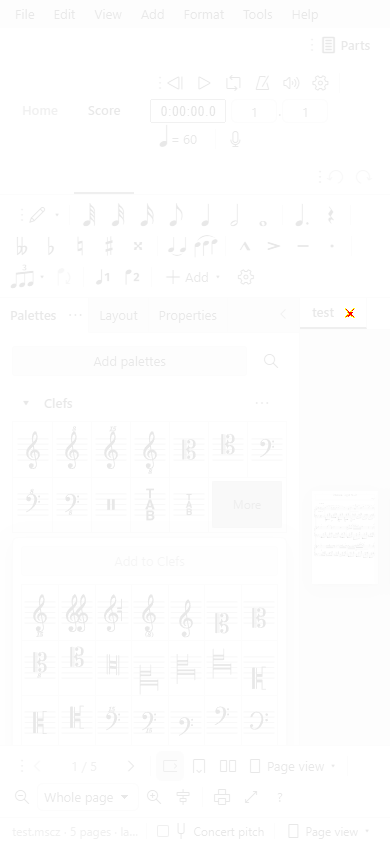 File Edit View Add Format Tools Help
Parts
Home Score
0:00:00.0 1 . 1
= 60
Add
Palettes Layout Properties test
Add palettes
Clefs
More
Add to Clefs
1 / 5 Page view
Whole page
test.mscz - 5 pages - la... Concert pitch Page view